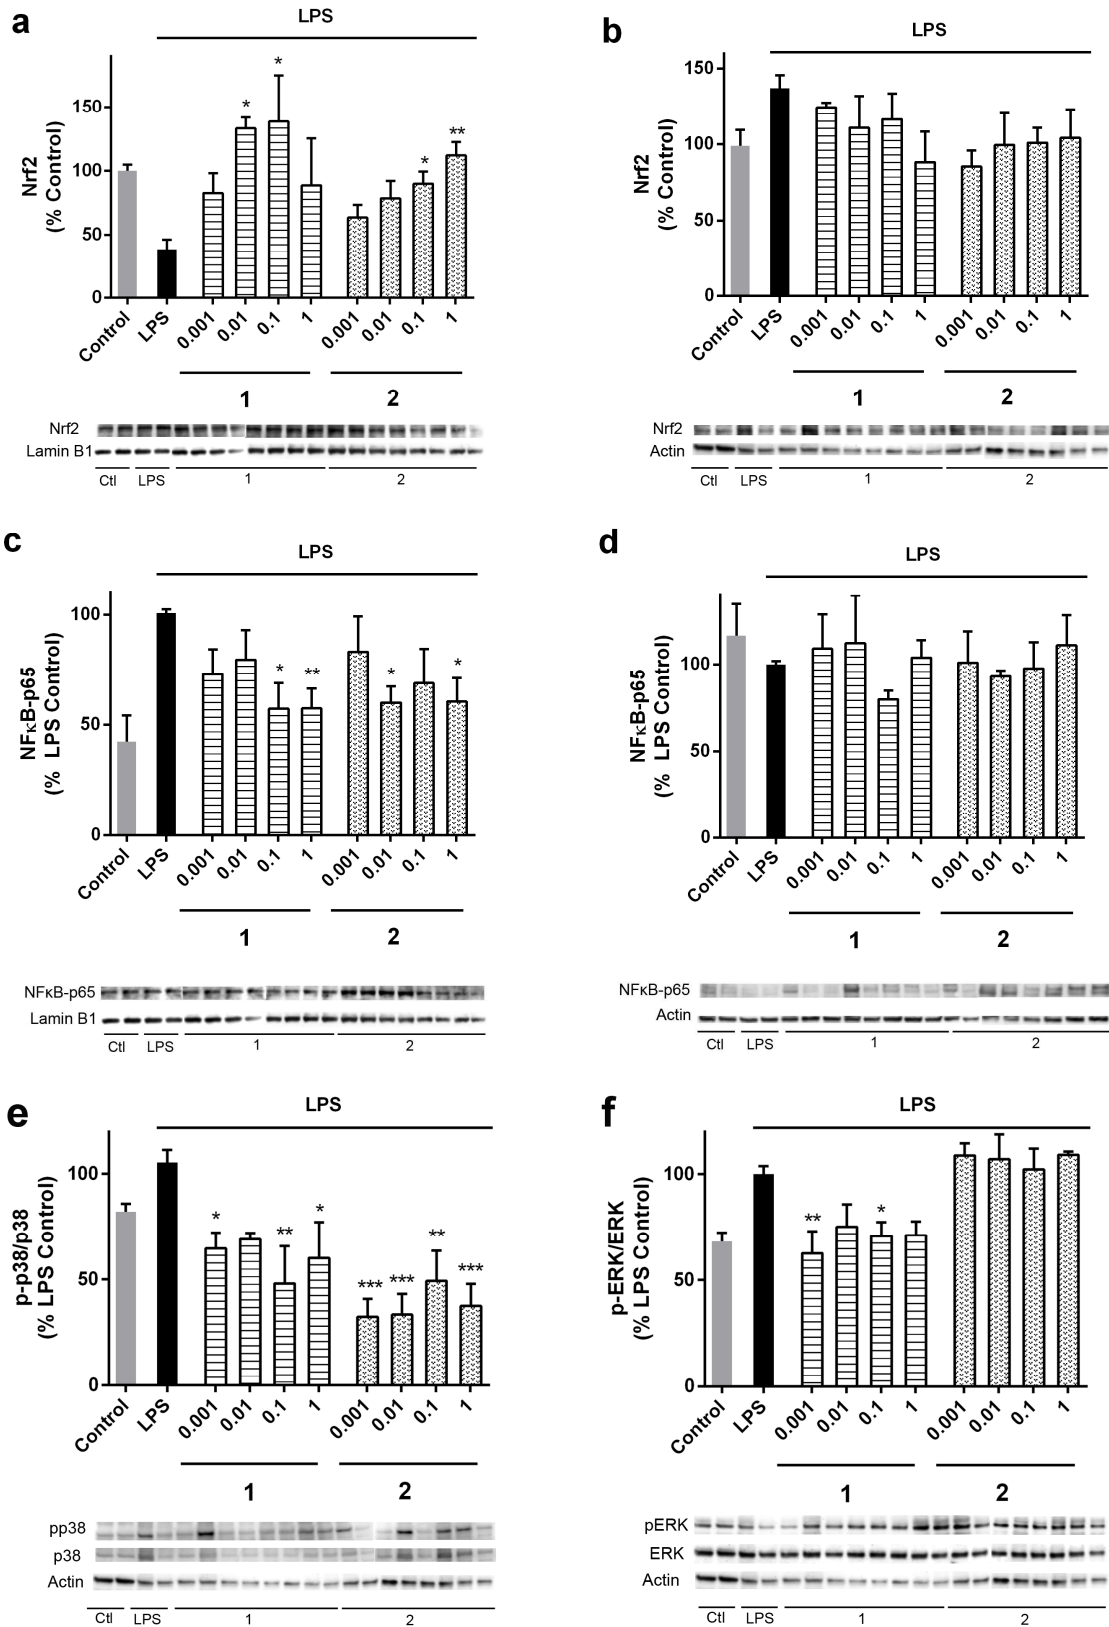 a
LPS
Nrf2
(% Control)
150
100
50
0
*
*
*
**
Control
LPS
0.001
0.01
0.1
1
0.001
0.01
0.1
1
1
2
Nrf2
Lamin B1
Ctl
LPS
1
2
b
LPS
Nrf2
(% Control)
150
100
50
0
Control
LPS
0.001
0.01
0.1
1
0.001
0.01
0.1
1
1
2
Nrf2
Actin
Ctl
LPS
1
2
c
LPS
NFκB-p65
(% LPS Control)
100
50
0
*
**
*
*
Control
LPS
0.001
0.01
0.1
1
0.001
0.01
0.1
1
1
2
NFκB-p65
Lamin B1
Ctl
LPS
1
2
d
LPS
NFκB-p65
(% LPS Control)
100
50
0
Control
LPS
0.001
0.01
0.1
1
0.001
0.01
0.1
1
1
2
NFκB-p65
Actin
Ctl
LPS
1
2
e
LPS
p-p38/p38
(% LPS Control)
100
50
0
*
**
*
***
***
**
***
Control
LPS
0.001
0.01
0.1
1
0.001
0.01
0.1
1
1
2
pp38
p38
Actin
Ctl
LPS
1
2
f
LPS
p-ERK/ERK
(% LPS Control)
100
50
0
**
*
Control
LPS
0.001
0.01
0.1
1
0.001
0.01
0.1
1
1
2
pERK
ERK
Actin
Ctl
LPS
1
2